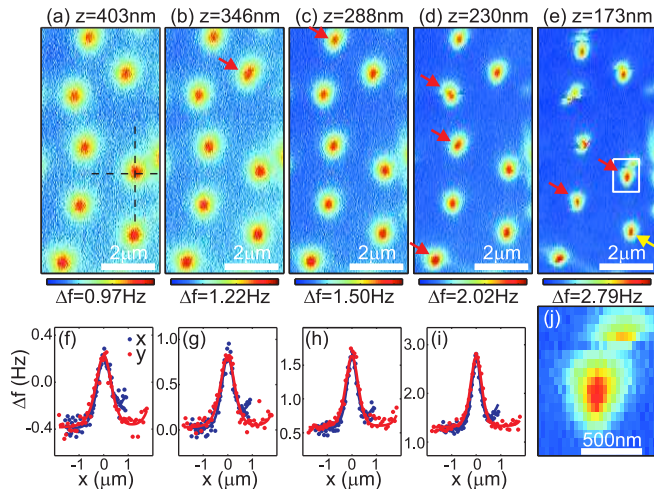 (a) z=403nm (b) z=346nm (c) z=288nm (d) z=230nm (e) z=173nm
2μm 2μm 2μm 2μm 2μm
Δf=0.97Hz Δf=1.22Hz Δf=1.50Hz Δf=2.02Hz Δf=2.79Hz
(f) x y (g) (h) (i) (j)
Δf (Hz)
0.4 0.0 -0.4
1.0 0.5 0.0
1.5 1.0 0.5
3.0 2.0 1.0
-1 0 1 -1 0 1 -1 0 1 -1 0 1
x (μm) x (μm) x (μm) x (μm)
500nm